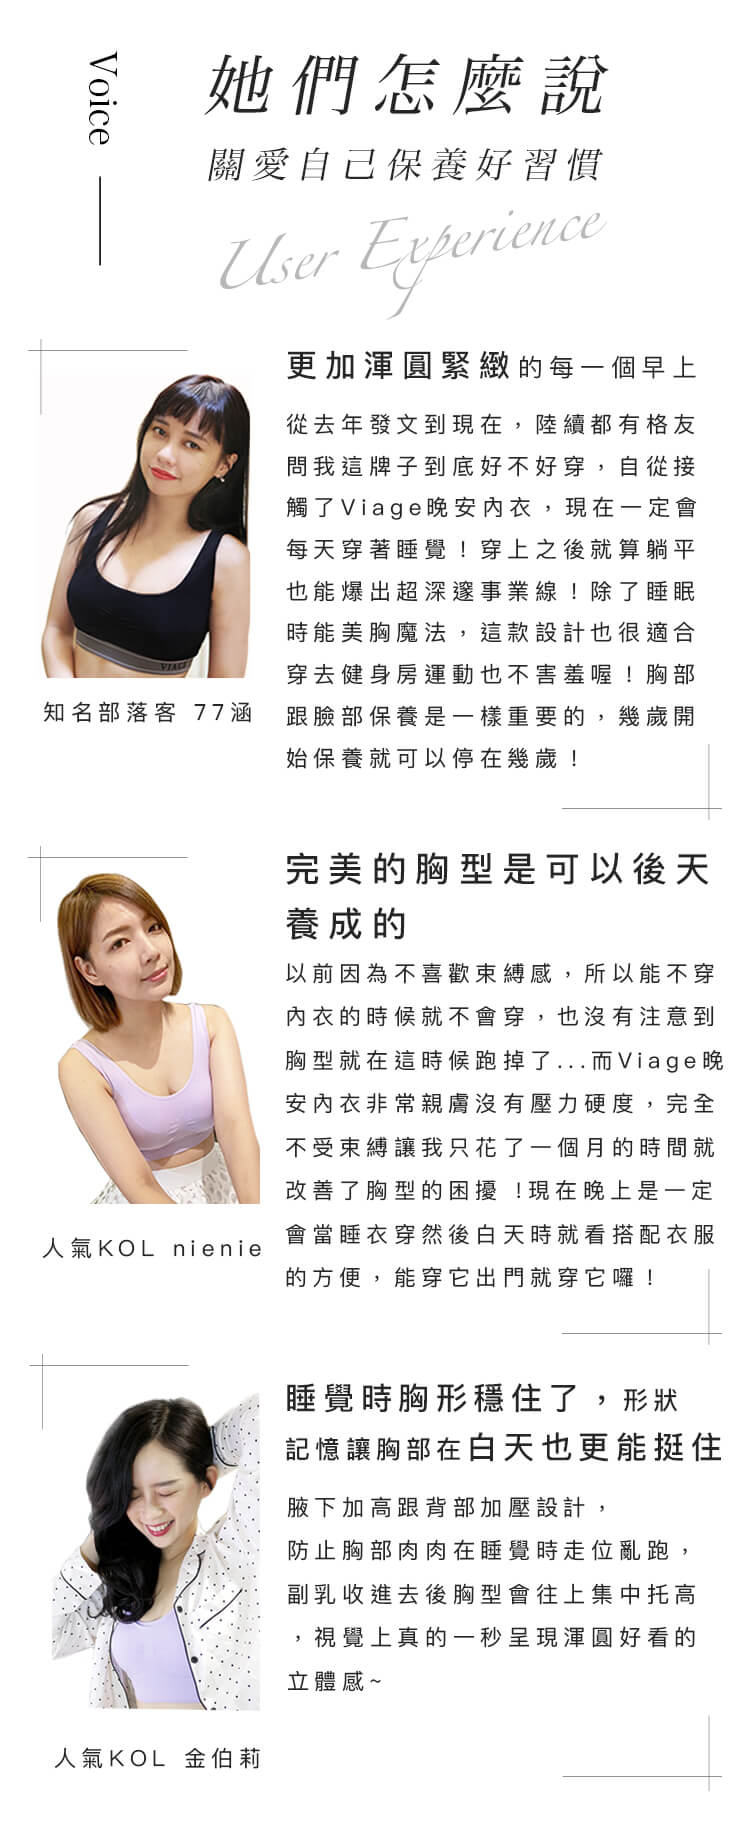 Voice
她們怎麼說
關愛自己保養好習慣
User Experience
更加渾圓緊緻的每一個早上
從去年發文到現在，陸續都有格友
問我這牌子到底好不好穿，自從接
觸了Viage晚安內衣，現在一定會
每天穿著睡覺！穿上之後就算躺平
也能爆出超深邃事業線！除了睡眠
時能美胸魔法，這款設計也很適合
穿去健身房運動也不害羞喔！胸部
跟臉部保養是一樣重要的，幾歲開
始保養就可以停在幾歲！
VIAGE
知名部落客 77涵
完美的胸型是可以後天
養成的
以前因為不喜歡束縛感，所以能不穿
內衣的時候就不會穿，也沒有注意到
胸型就在這時候跑掉了...而Viage晚
安內衣非常親膚沒有壓力硬度，完全
不受束縛讓我只花了一個月的時間就
改善了胸型的困擾 !現在晚上是一定
會當睡衣穿然後白天時就看搭配衣服
的方便，能穿它出門就穿它囉！
人氣KOL nienie
睡覺時胸形穩住了，形狀
記憶讓胸部在白天也更能挺住
腋下加高跟背部加壓設計，
防止胸部肉肉在睡覺時走位亂跑，
副乳收進去後胸型會往上集中托高
，視覺上真的一秒呈現渾圓好看的
立體感~
人氣KOL 金伯莉